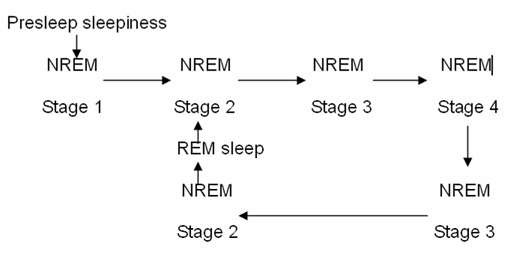 Presleep sleepiness
NREM NREM NREM NREM
Stage 1 Stage 2 Stage 3 Stage 4
REM sleep
NREM NREM
Stage 2 Stage 3